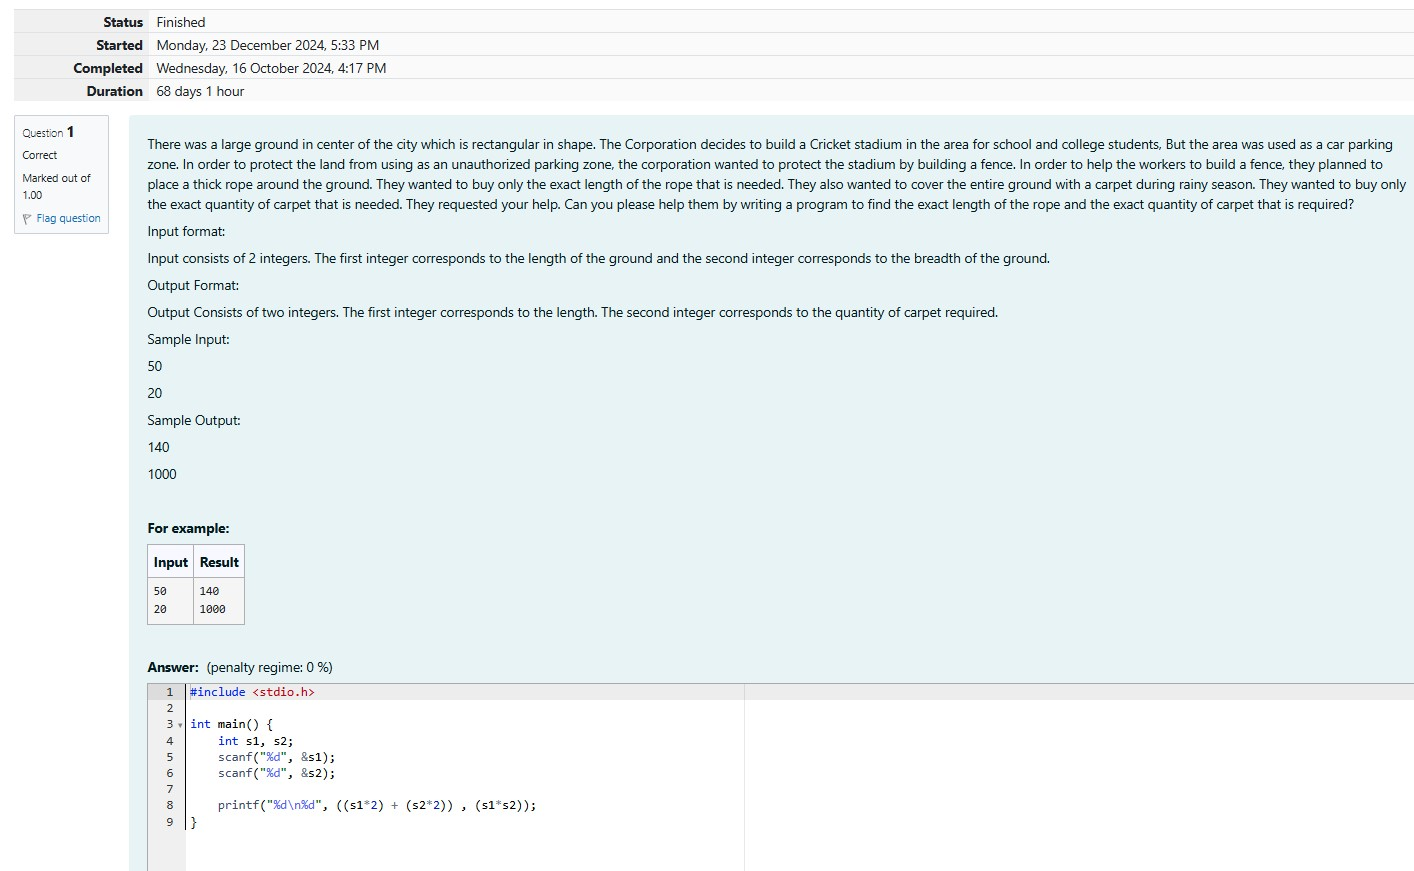 Status Finished
Started Monday, 23 December 2024, 5:33 PM
Completed Wednesday, 16 October 2024, 4:17 PM
Duration 68 days 1 hour
Question 1
Correct
Marked out of
1.00
Flag question
There was a large ground in center of the city which is rectangular in shape. The Corporation decides to build a Cricket stadium in the area for school and college students, But the area was used as a car parking
zone. In order to protect the land from using as an unauthorized parking zone, the corporation wanted to protect the stadium by building a fence. In order to help the workers to build a fence, they planned to
place a thick rope around the ground. They wanted to buy only the exact length of the rope that is needed. They also wanted to cover the entire ground with a carpet during rainy season. They wanted to buy only
the exact quantity of carpet that is needed. They requested your help. Can you please help them by writing a program to find the exact length of the rope and the exact quantity of carpet that is required?
Input format:
Input consists of 2 integers. The first integer corresponds to the length of the ground and the second integer corresponds to the breadth of the ground.
Output Format:
Output Consists of two integers. The first integer corresponds to the length. The second integer corresponds to the quantity of carpet required.
Sample Input:
50
20
Sample Output:
140
1000
For example:
Input Result
50 140
20 1000
Answer: (penalty regime: 0 %)
1 #include <stdio.h>
2
3 int main() {
4 int s1, s2;
5 scanf("%d", &s1);
6 scanf("%d", &s2);
7
8 printf("%d\n%d", ((s1*2) + (s2*2)) , (s1*s2));
9 }